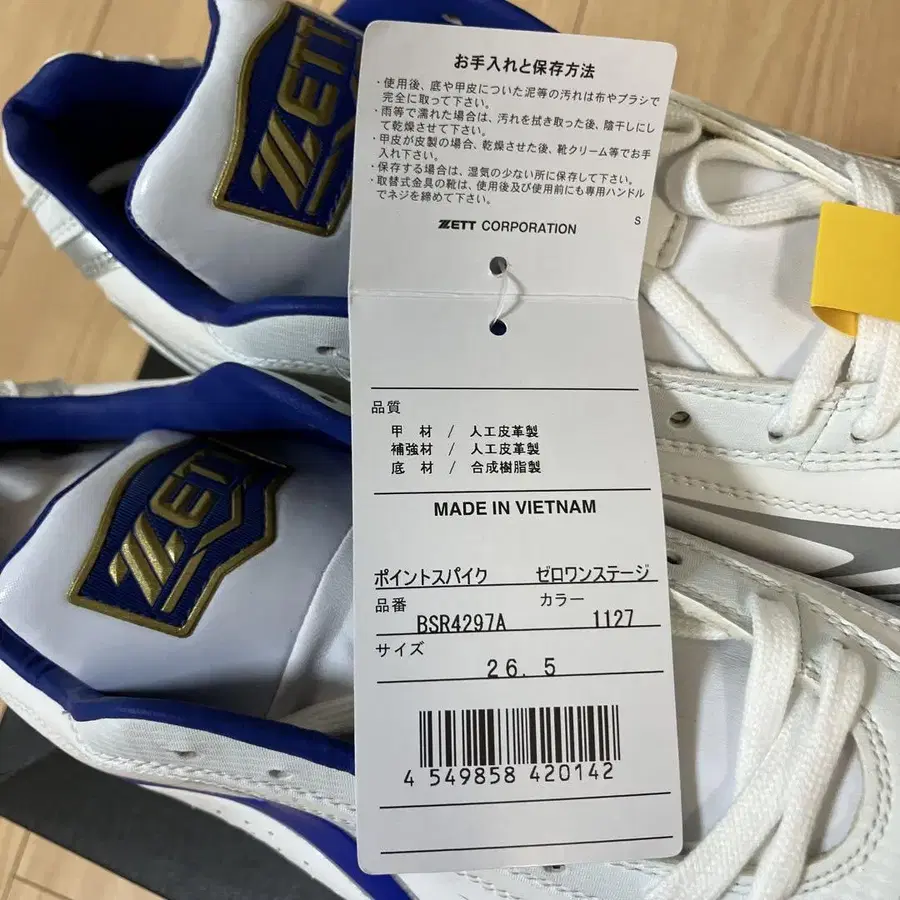 ZETT
お手入れと保存方法
・使用後、底や甲皮についた泥等の汚れは布やブラシで
完全に取って下さい。
・雨等で濡れた場合は、汚れを拭き取った後、陰干しにし
て乾燥させて下さい。
・甲皮が皮製の場合、乾燥させた後、靴クリーム等でお手
入れ下さい。
・保存する場合は、湿気の少ない所に保存して下さい。
・取替式金具の靴は、使用後及び使用前にも専用ハンドル
でネジを締めて下さい。
S
ZETT CORPORATION
ZETT
品質
甲 材 / 人工皮革製
補強材 / 人工皮革製
底 材 / 合成樹脂製
MADE IN VIETNAM
ポイントスパイク ゼロワンステージ
品番 カラー
BSR4297A 1127
サイズ
26.5
4 549858 420142